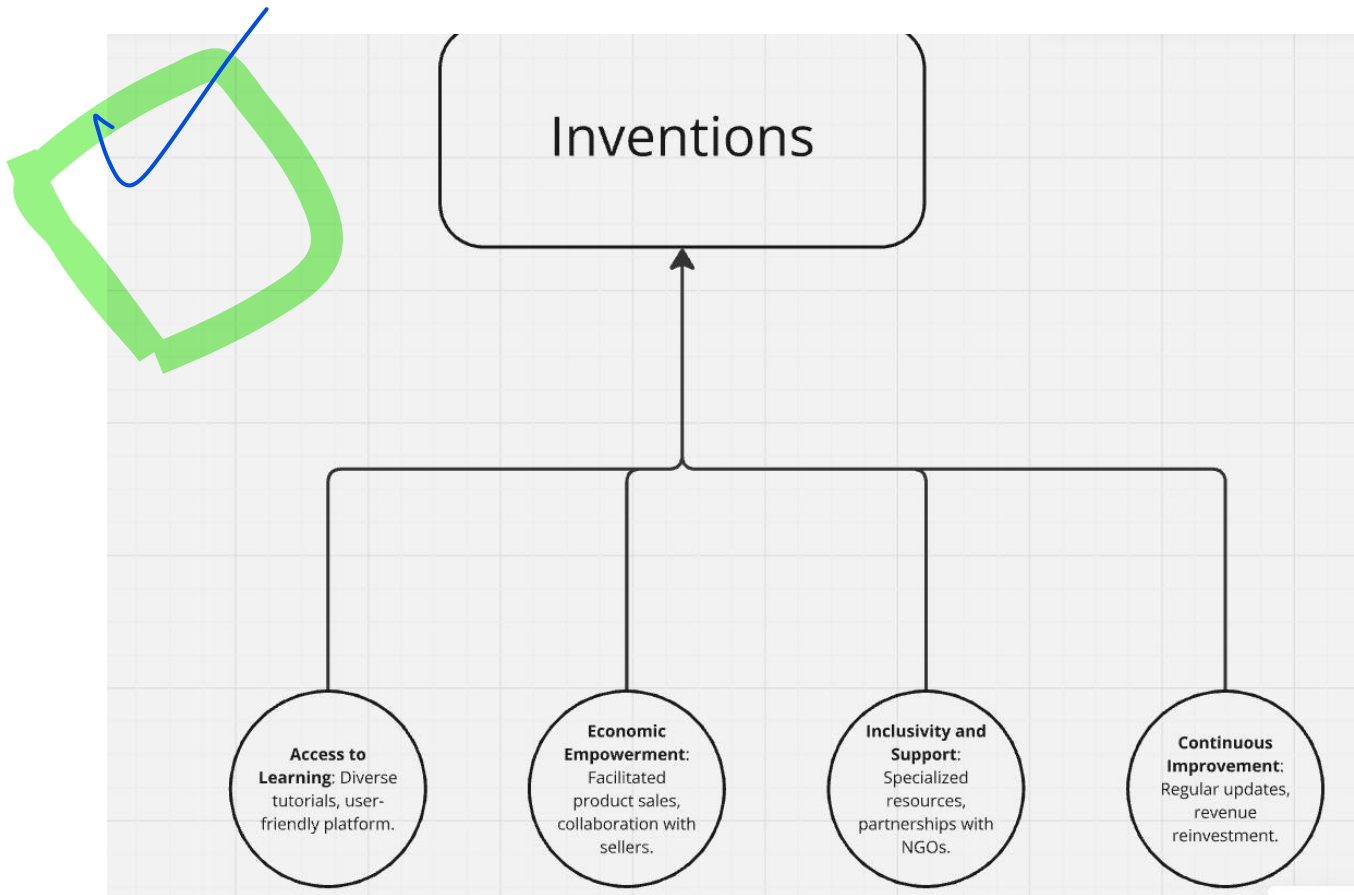 Inventions
Access to
Learning: Diverse
tutorials, user-
friendly platform.
Economic
Empowerment:
Facilitated
product sales,
collaboration with
sellers.
Inclusivity and
Support:
Specialized
resources,
partnerships with
NGOs.
Continuous
Improvement:
Regular updates,
revenue
reinvestment.